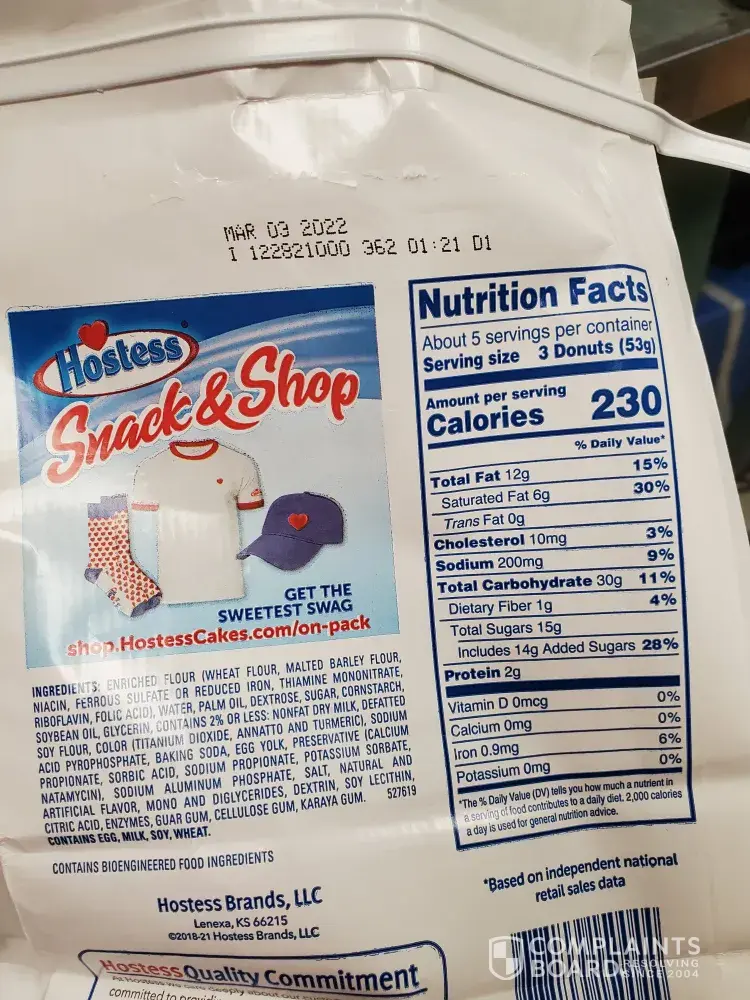 MAR 03 2022
I 122821000 362 01:21 D1
Hostess®
Snack & Shop
GET THE
SWEETEST SWAG
shop.HostessCakes.com/on-pack
INGREDIENTS: ENRICHED FLOUR (WHEAT FLOUR, MALTED BARLEY FLOUR,
NIACIN, FERROUS SULFATE OR REDUCED IRON, THIAMINE MONONITRATE,
RIBOFLAVIN, FOLIC ACID), WATER, PALM OIL, DEXTROSE, SUGAR, CORNSTARCH,
SOYBEAN OIL, GLYCERIN, CONTAINS 2% OR LESS: NONFAT DRY MILK, DEFATTED
SOY FLOUR, COLOR (TITANIUM DIOXIDE, ANNATTO AND TURMERIC), SODIUM
ACID PYROPHOSPHATE, BAKING SODA, EGG YOLK, PRESERVATIVE (CALCIUM
PROPIONATE, SORBIC ACID, SODIUM PROPIONATE, POTASSIUM SORBATE,
NATAMYCIN), SODIUM ALUMINUM PHOSPHATE, SALT, NATURAL AND
ARTIFICIAL FLAVOR, MONO AND DIGLYCERIDES, DEXTRIN, SOY LECITHIN,
CITRIC ACID, ENZYMES, GUAR GUM, CELLULOSE GUM, KARAYA GUM. 527619
CONTAINS EGG, MILK, SOY, WHEAT.
CONTAINS BIOENGINEERED FOOD INGREDIENTS
Hostess Brands, LLC
Lenexa, KS 66215
©2018-21 Hostess Brands, LLC
Hostess Quality Commitment
At Hostess we care deeply about our
committed to
Nutrition Facts
About 5 servings per container
Serving size 3 Donuts (53g)
Amount per serving
Calories 230
% Daily Value*
Total Fat 12g 15%
Saturated Fat 6g 30%
Trans Fat 0g
Cholesterol 10mg 3%
Sodium 200mg 9%
Total Carbohydrate 30g 11%
Dietary Fiber 1g 4%
Total Sugars 15g
Includes 14g Added Sugars 28%
Protein 2g
Vitamin D 0mcg 0%
Calcium 0mg 0%
Iron 0.9mg 6%
Potassium 0mg 0%
*The % Daily Value (DV) tells you how much a nutrient in
a serving of food contributes to a daily diet. 2,000 calories
a day is used for general nutrition advice.
*Based on independent national
retail sales data
COMPLAINTS
BOARD RESOLVING
SINCE 2004